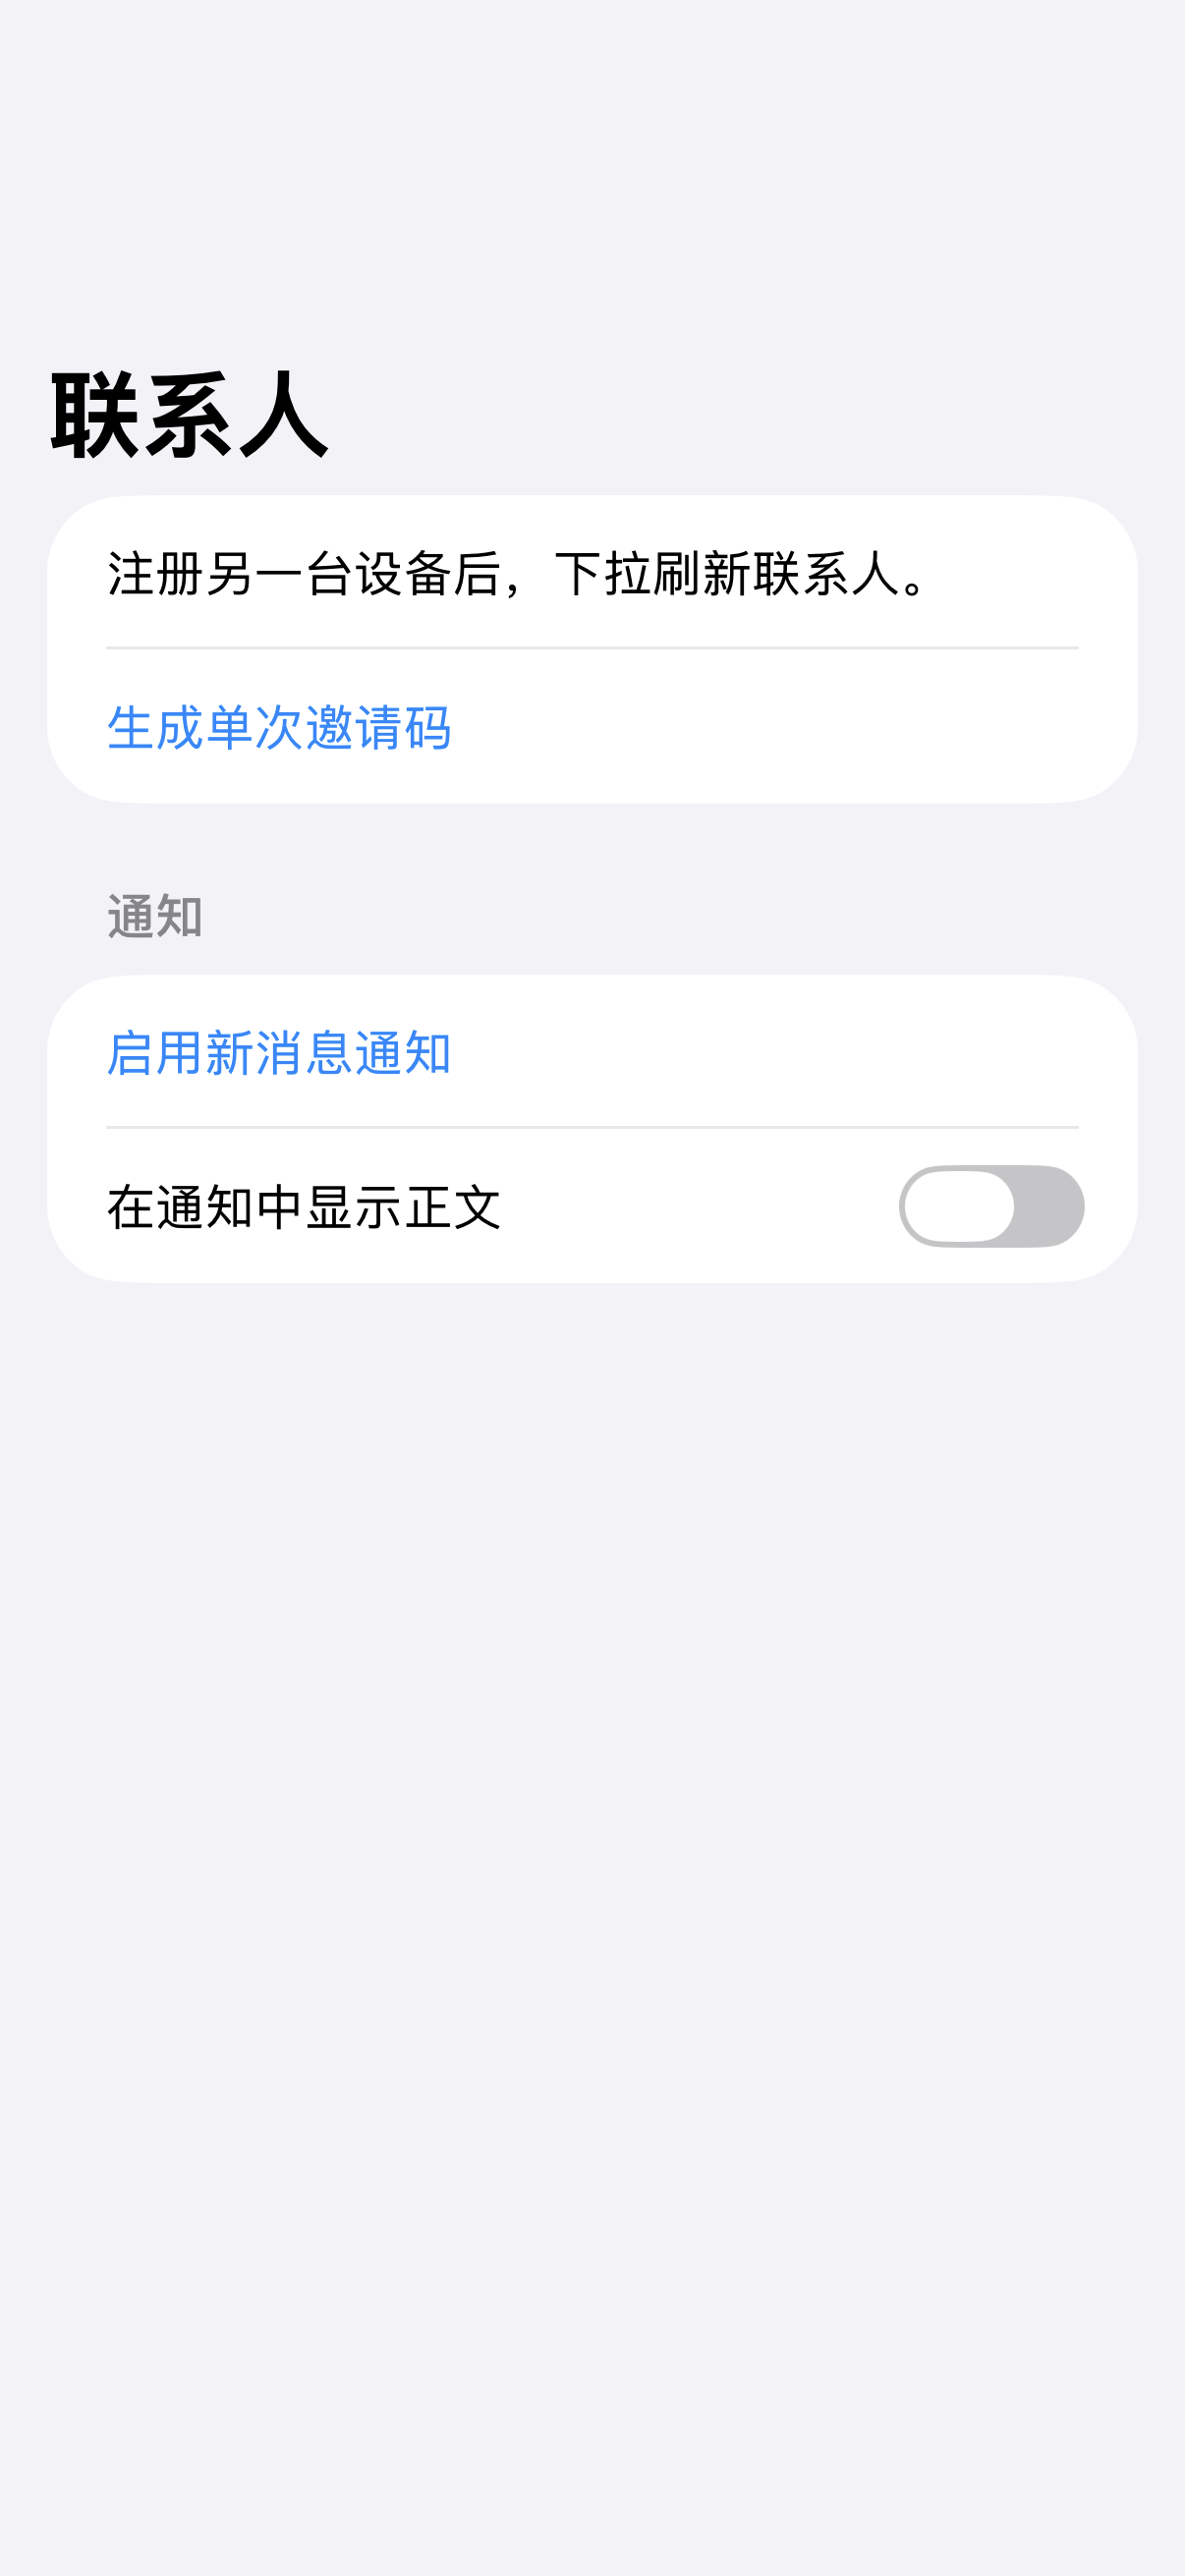 联系人
注册另一台设备后，下拉刷新联系人。
生成单次邀请码
通知
启用新消息通知
在通知中显示正文